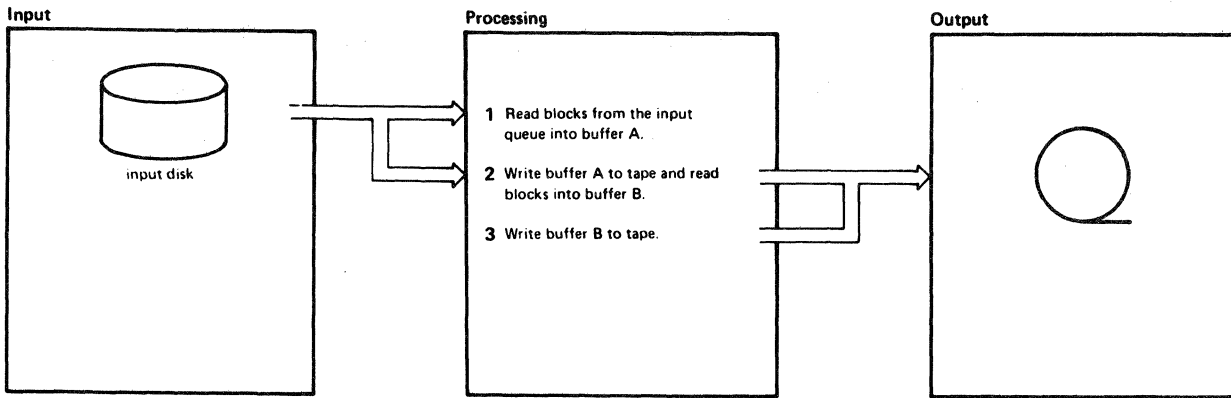 Input
Processing
Output
input disk
1 Read blocks from the input
queue into buffer A.
2 Write buffer A to tape and read
blocks into buffer B.
3 Write buffer B to tape.